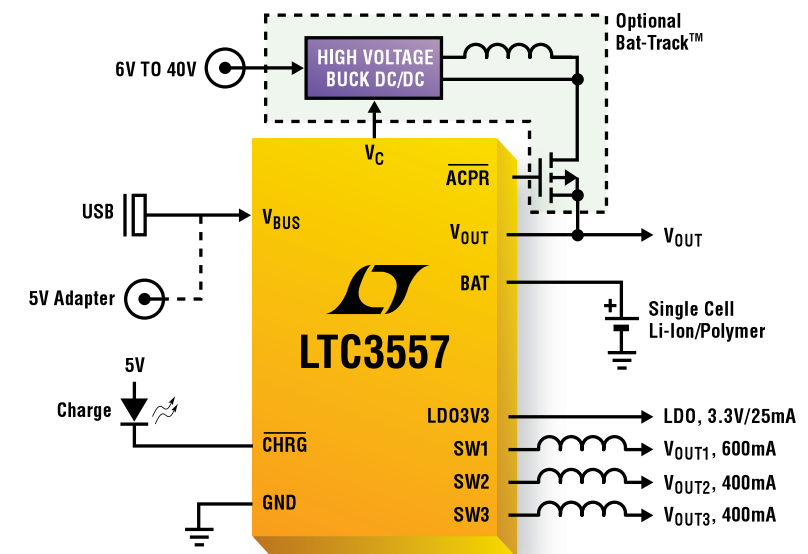 Optional
Bat-Track™
6V TO 40V
HIGH VOLTAGE
BUCK DC/DC
VC
ACPR
USB
VBUS
VOUT
VOUT
BAT
5V Adapter
Single Cell
Li-Ion/Polymer
+
LTC3557
5V
Charge
LDO3V3
LDO, 3.3V/25mA
CHRG
SW1
VOUT1, 600mA
GND
SW2
VOUT2, 400mA
SW3
VOUT3, 400mA